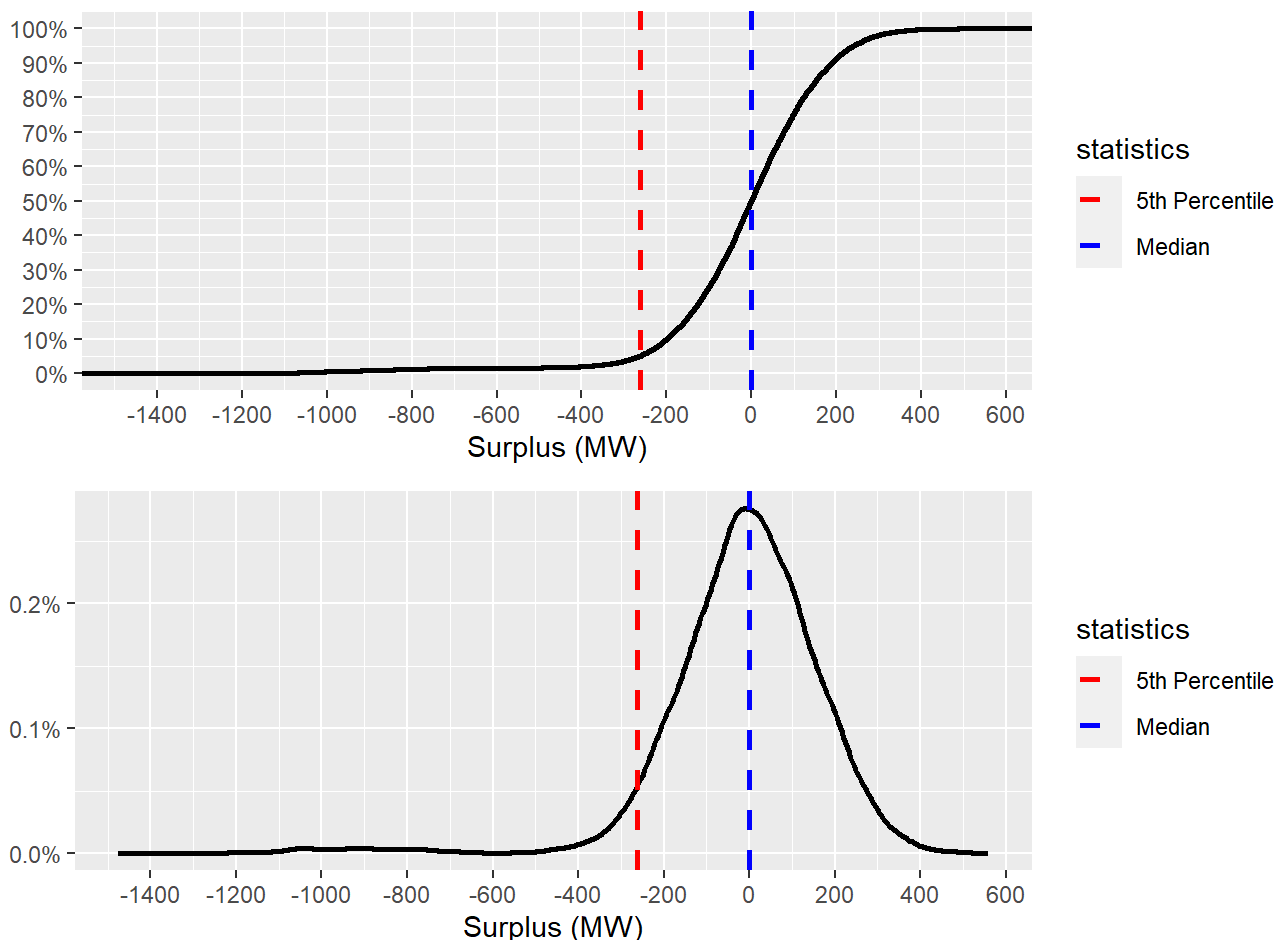 100%
90%
80%
70%
60%
50%
40%
30%
20%
10%
0%
-1400 -1200 -1000 -800 -600 -400 -200 0 200 400 600
Surplus (MW)
statistics
5th Percentile
Median
0.2%
0.1%
0.0%
-1400 -1200 -1000 -800 -600 -400 -200 0 200 400 600
Surplus (MW)
statistics
5th Percentile
Median